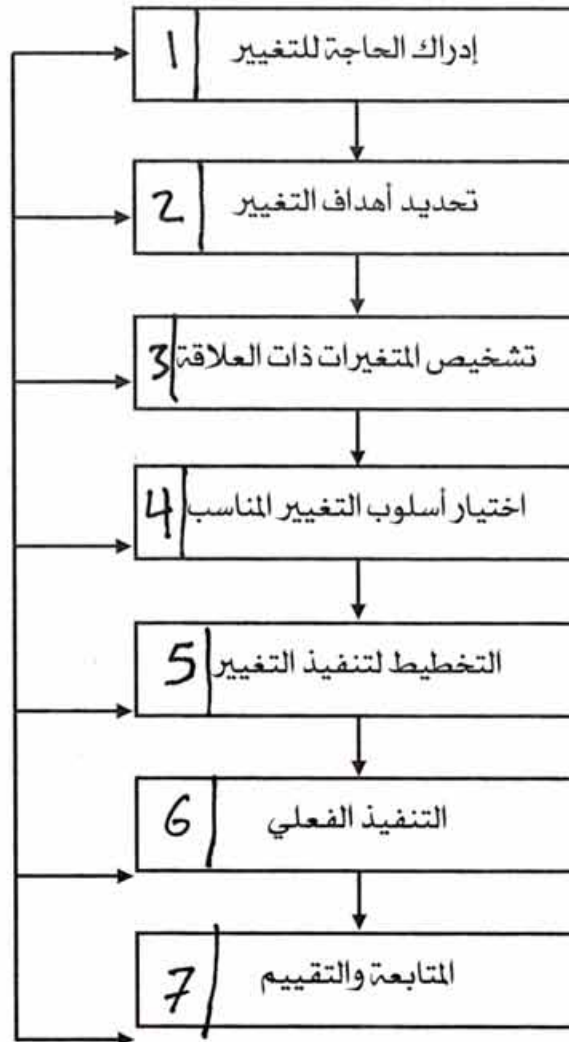 1 إدراك الحاجة للتغيير
2 تحديد أهداف التغيير
3 تشخيص المتغيرات ذات العلاقة
4 اختيار أسلوب التغيير المناسب
5 التخطيط لتنفيذ التغيير
6 التنفيذ الفعلي
7 المتابعة والتقييم